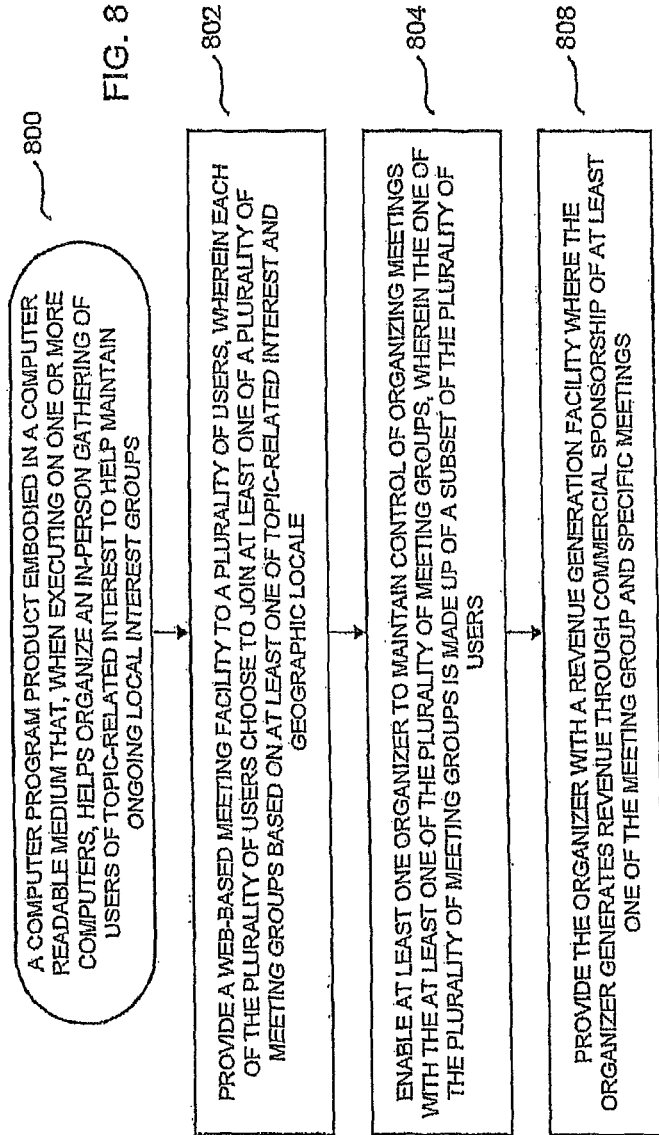 FIG. 8
800
A COMPUTER PROGRAM PRODUCT EMBODIED IN A COMPUTER
READABLE MEDIUM THAT, WHEN EXECUTING ON ONE OR MORE
COMPUTERS, HELPS ORGANIZE AN IN-PERSON GATHERING OF
USERS OF TOPIC-RELATED INTEREST TO HELP MAINTAIN
ONGOING LOCAL INTEREST GROUPS
802
PROVIDE A WEB-BASED MEETING FACILITY TO A PLURALITY OF USERS, WHEREIN EACH
OF THE PLURALITY OF USERS CHOOSE TO JOIN AT LEAST ONE OF A PLURALITY OF
MEETING GROUPS BASED ON AT LEAST ONE OF TOPIC-RELATED INTEREST AND
GEOGRAPHIC LOCALE
804
ENABLE AT LEAST ONE ORGANIZER TO MAINTAIN CONTROL OF ORGANIZING MEETINGS
WITH THE AT LEAST ONE OF THE PLURALITY OF MEETING GROUPS, WHEREIN THE ONE OF
THE PLURALITY OF MEETING GROUPS IS MADE UP OF A SUBSET OF THE PLURALITY OF
USERS
808
PROVIDE THE ORGANIZER WITH A REVENUE GENERATION FACILITY WHERE THE
ORGANIZER GENERATES REVENUE THROUGH COMMERCIAL SPONSORSHIP OF AT LEAST
ONE OF THE MEETING GROUP AND SPECIFIC MEETINGS